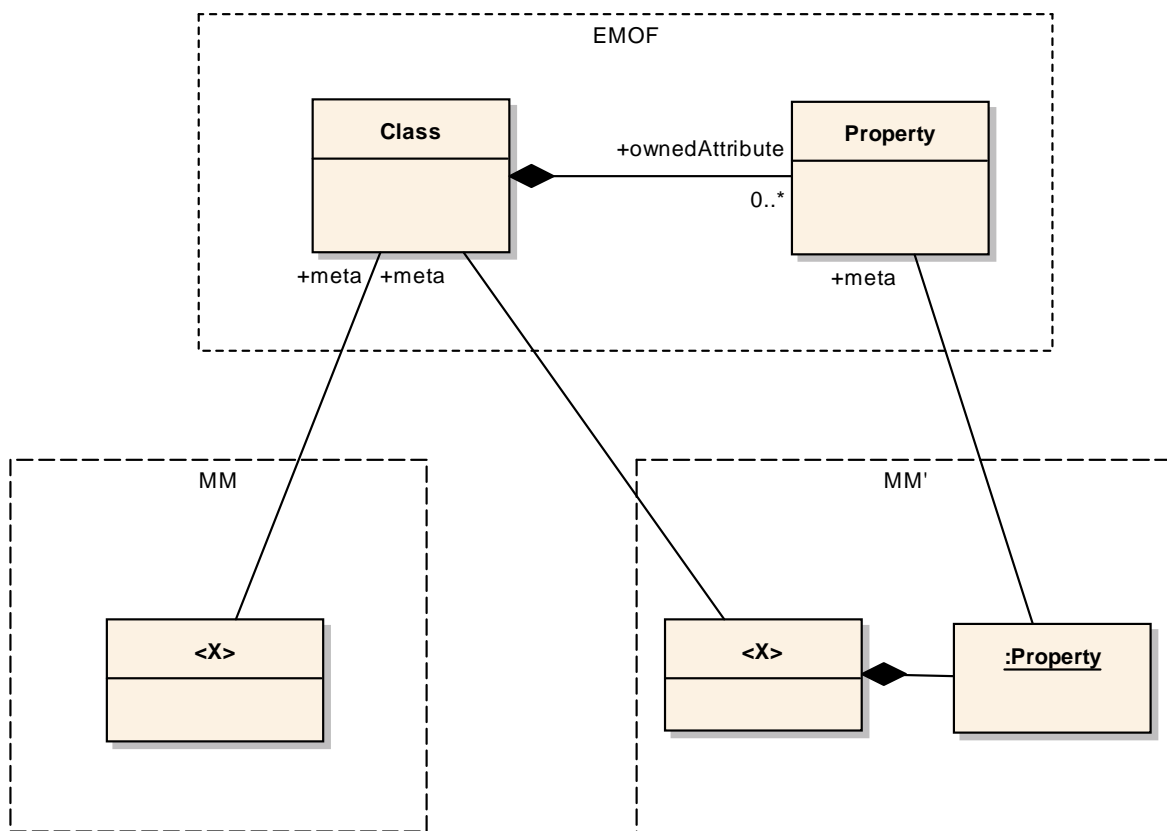 EMOF
Class
Property
+ownedAttribute
0..*
+meta
+meta
+meta
MM
MM'
<X>
<X>
:Property